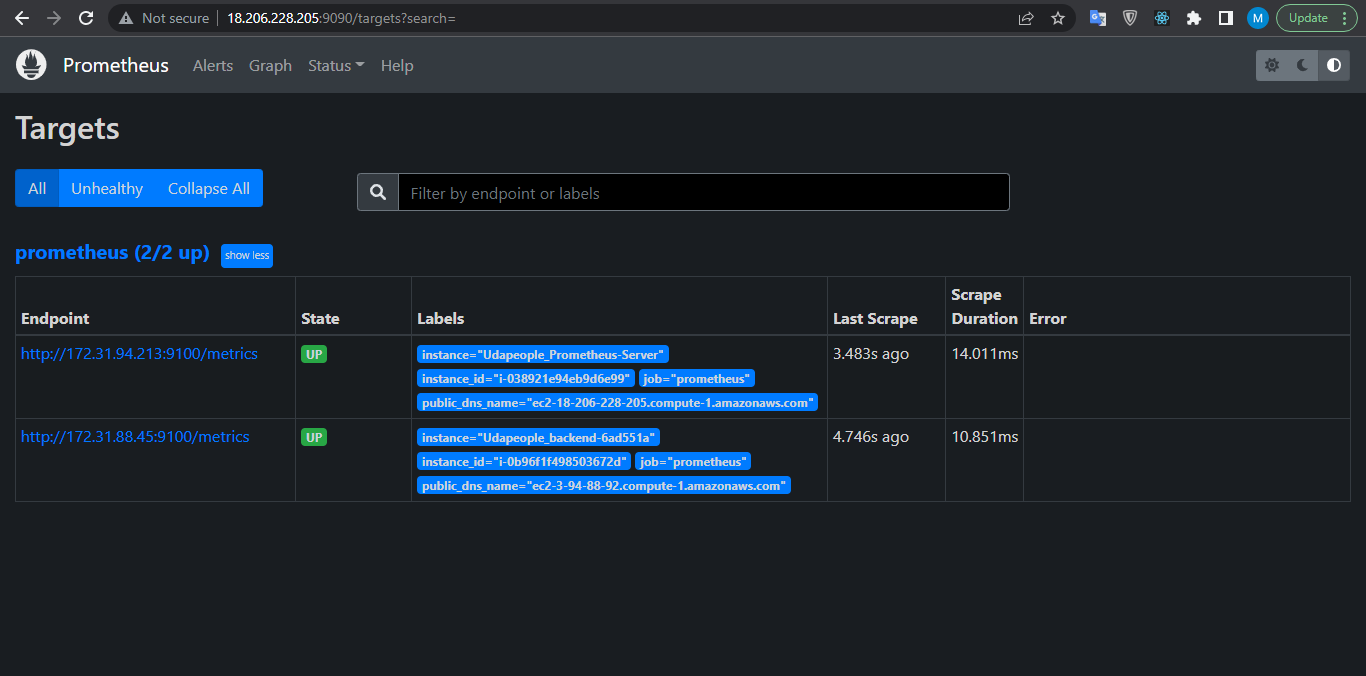 Not secure | 18.206.228.205:9090/targets?search=
M
Update
Prometheus Alerts Graph Status Help
Targets
All Unhealthy Collapse All
Filter by endpoint or labels
prometheus (2/2 up) show less
Endpoint State Labels Last Scrape Scrape Duration Error
http://172.31.94.213:9100/metrics UP instance="Udapeople_Prometheus-Server" 3.483s ago 14.011ms
instance_id="i-038921e94eb9d6e99" job="prometheus"
public_dns_name="ec2-18-206-228-205.compute-1.amazonaws.com"
http://172.31.88.45:9100/metrics UP instance="Udapeople_backend-6ad551a" 4.746s ago 10.851ms
instance_id="i-0b96f1f498503672d" job="prometheus"
public_dns_name="ec2-3-94-88-92.compute-1.amazonaws.com"